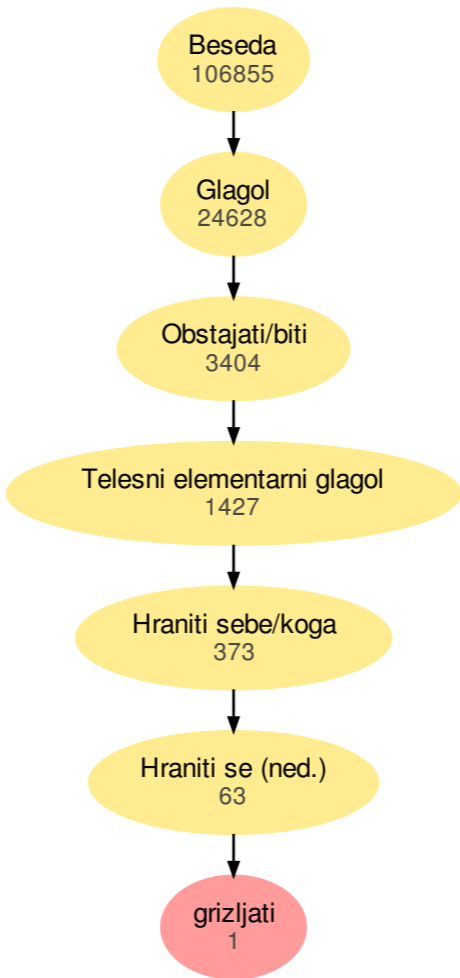 Beseda
106855
Glagol
24628
Obstajati/biti
3404
Telesni elementarni glagol
1427
Hraniti sebe/koga
373
Hraniti se (ned.)
63
grizljati
1